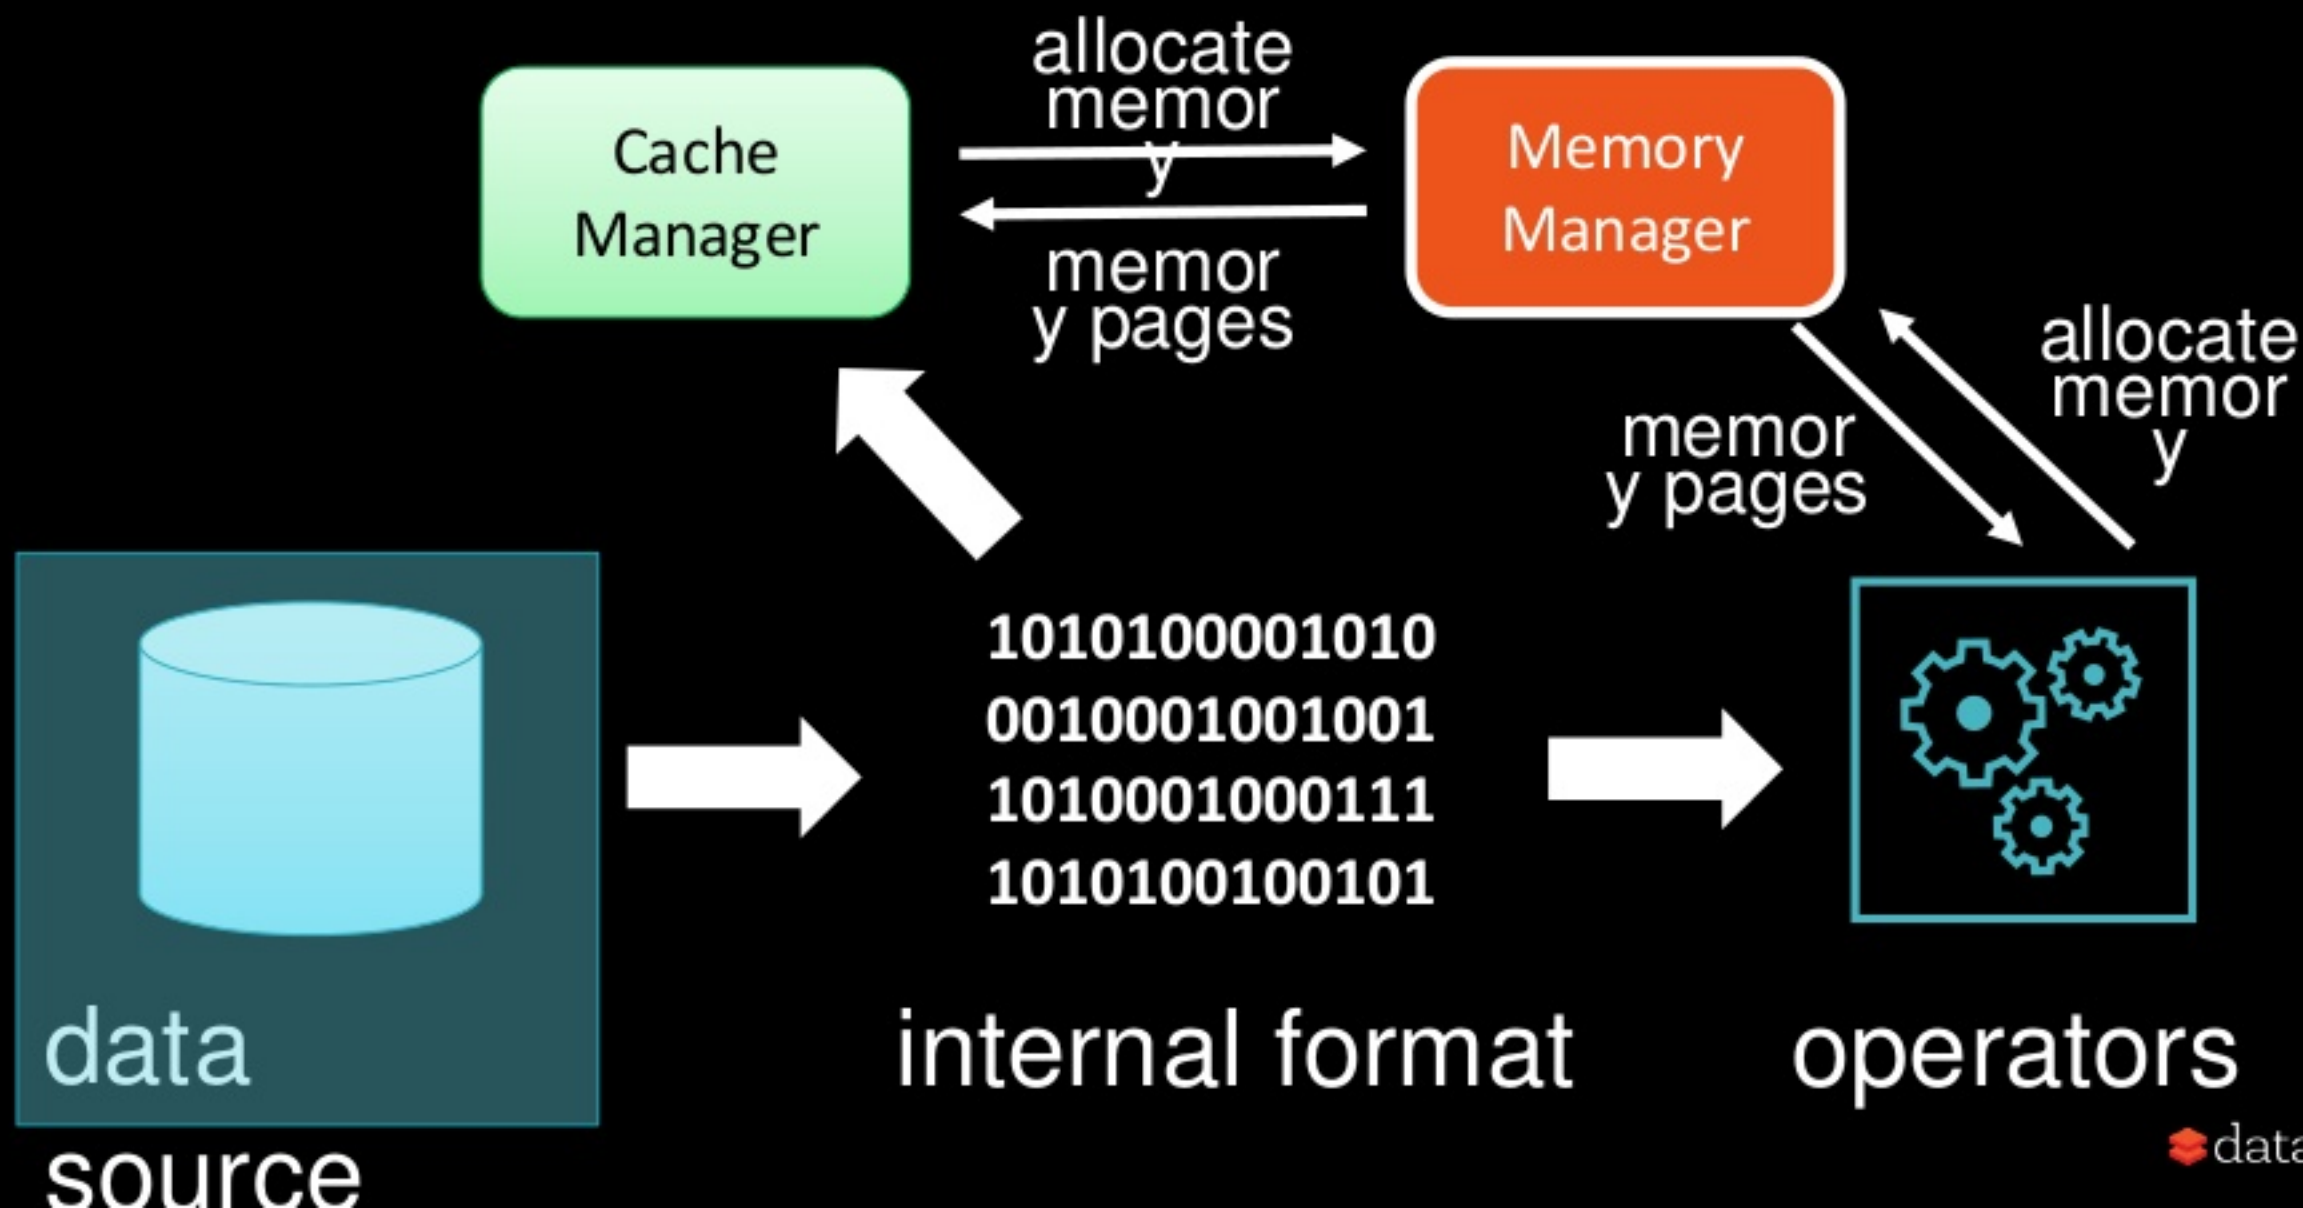 allocate
memor
y
Cache
Manager
Memory
Manager
memor
y pages
allocate
memor
y
memor
y pages
1010100001010
0010001001001
1010001000111
1010100100101
data
source
internal format
operators
data